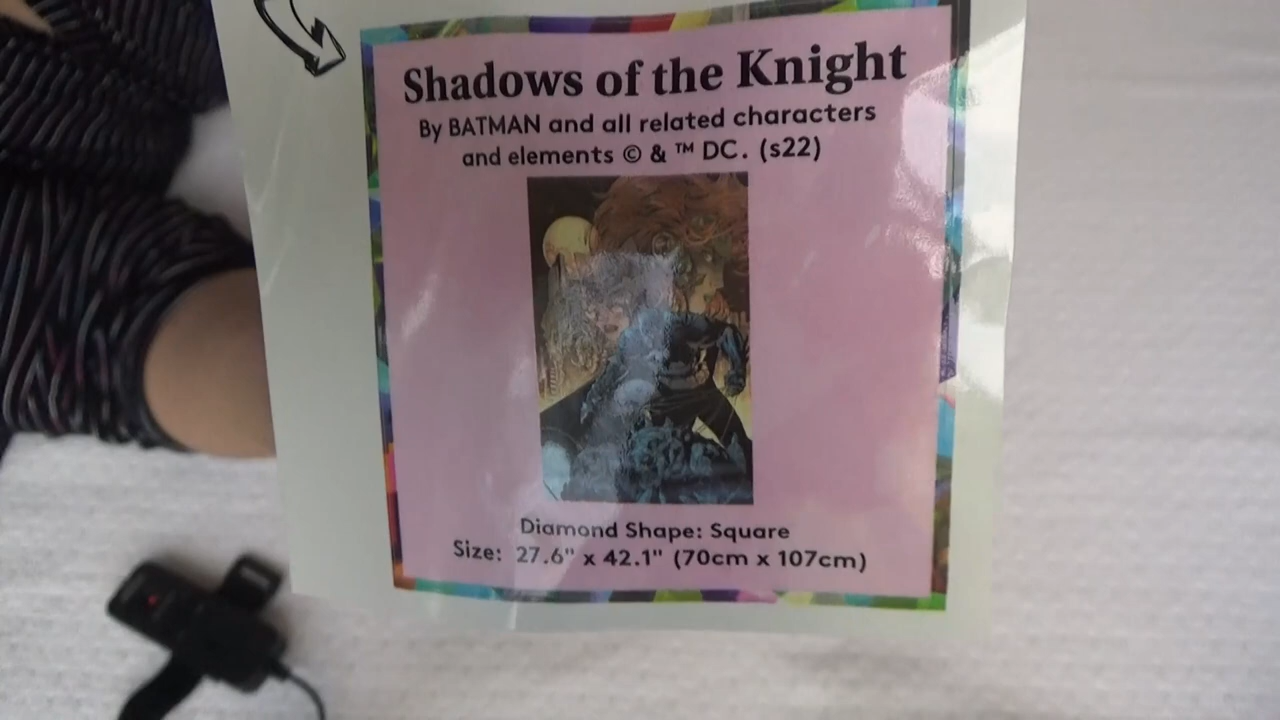 Shadows of the Knight
By BATMAN and all related characters
and elements © & ™ DC. (s22)
Diamond Shape: Square
Size: 27.6" x 42.1" (70cm x 107cm)